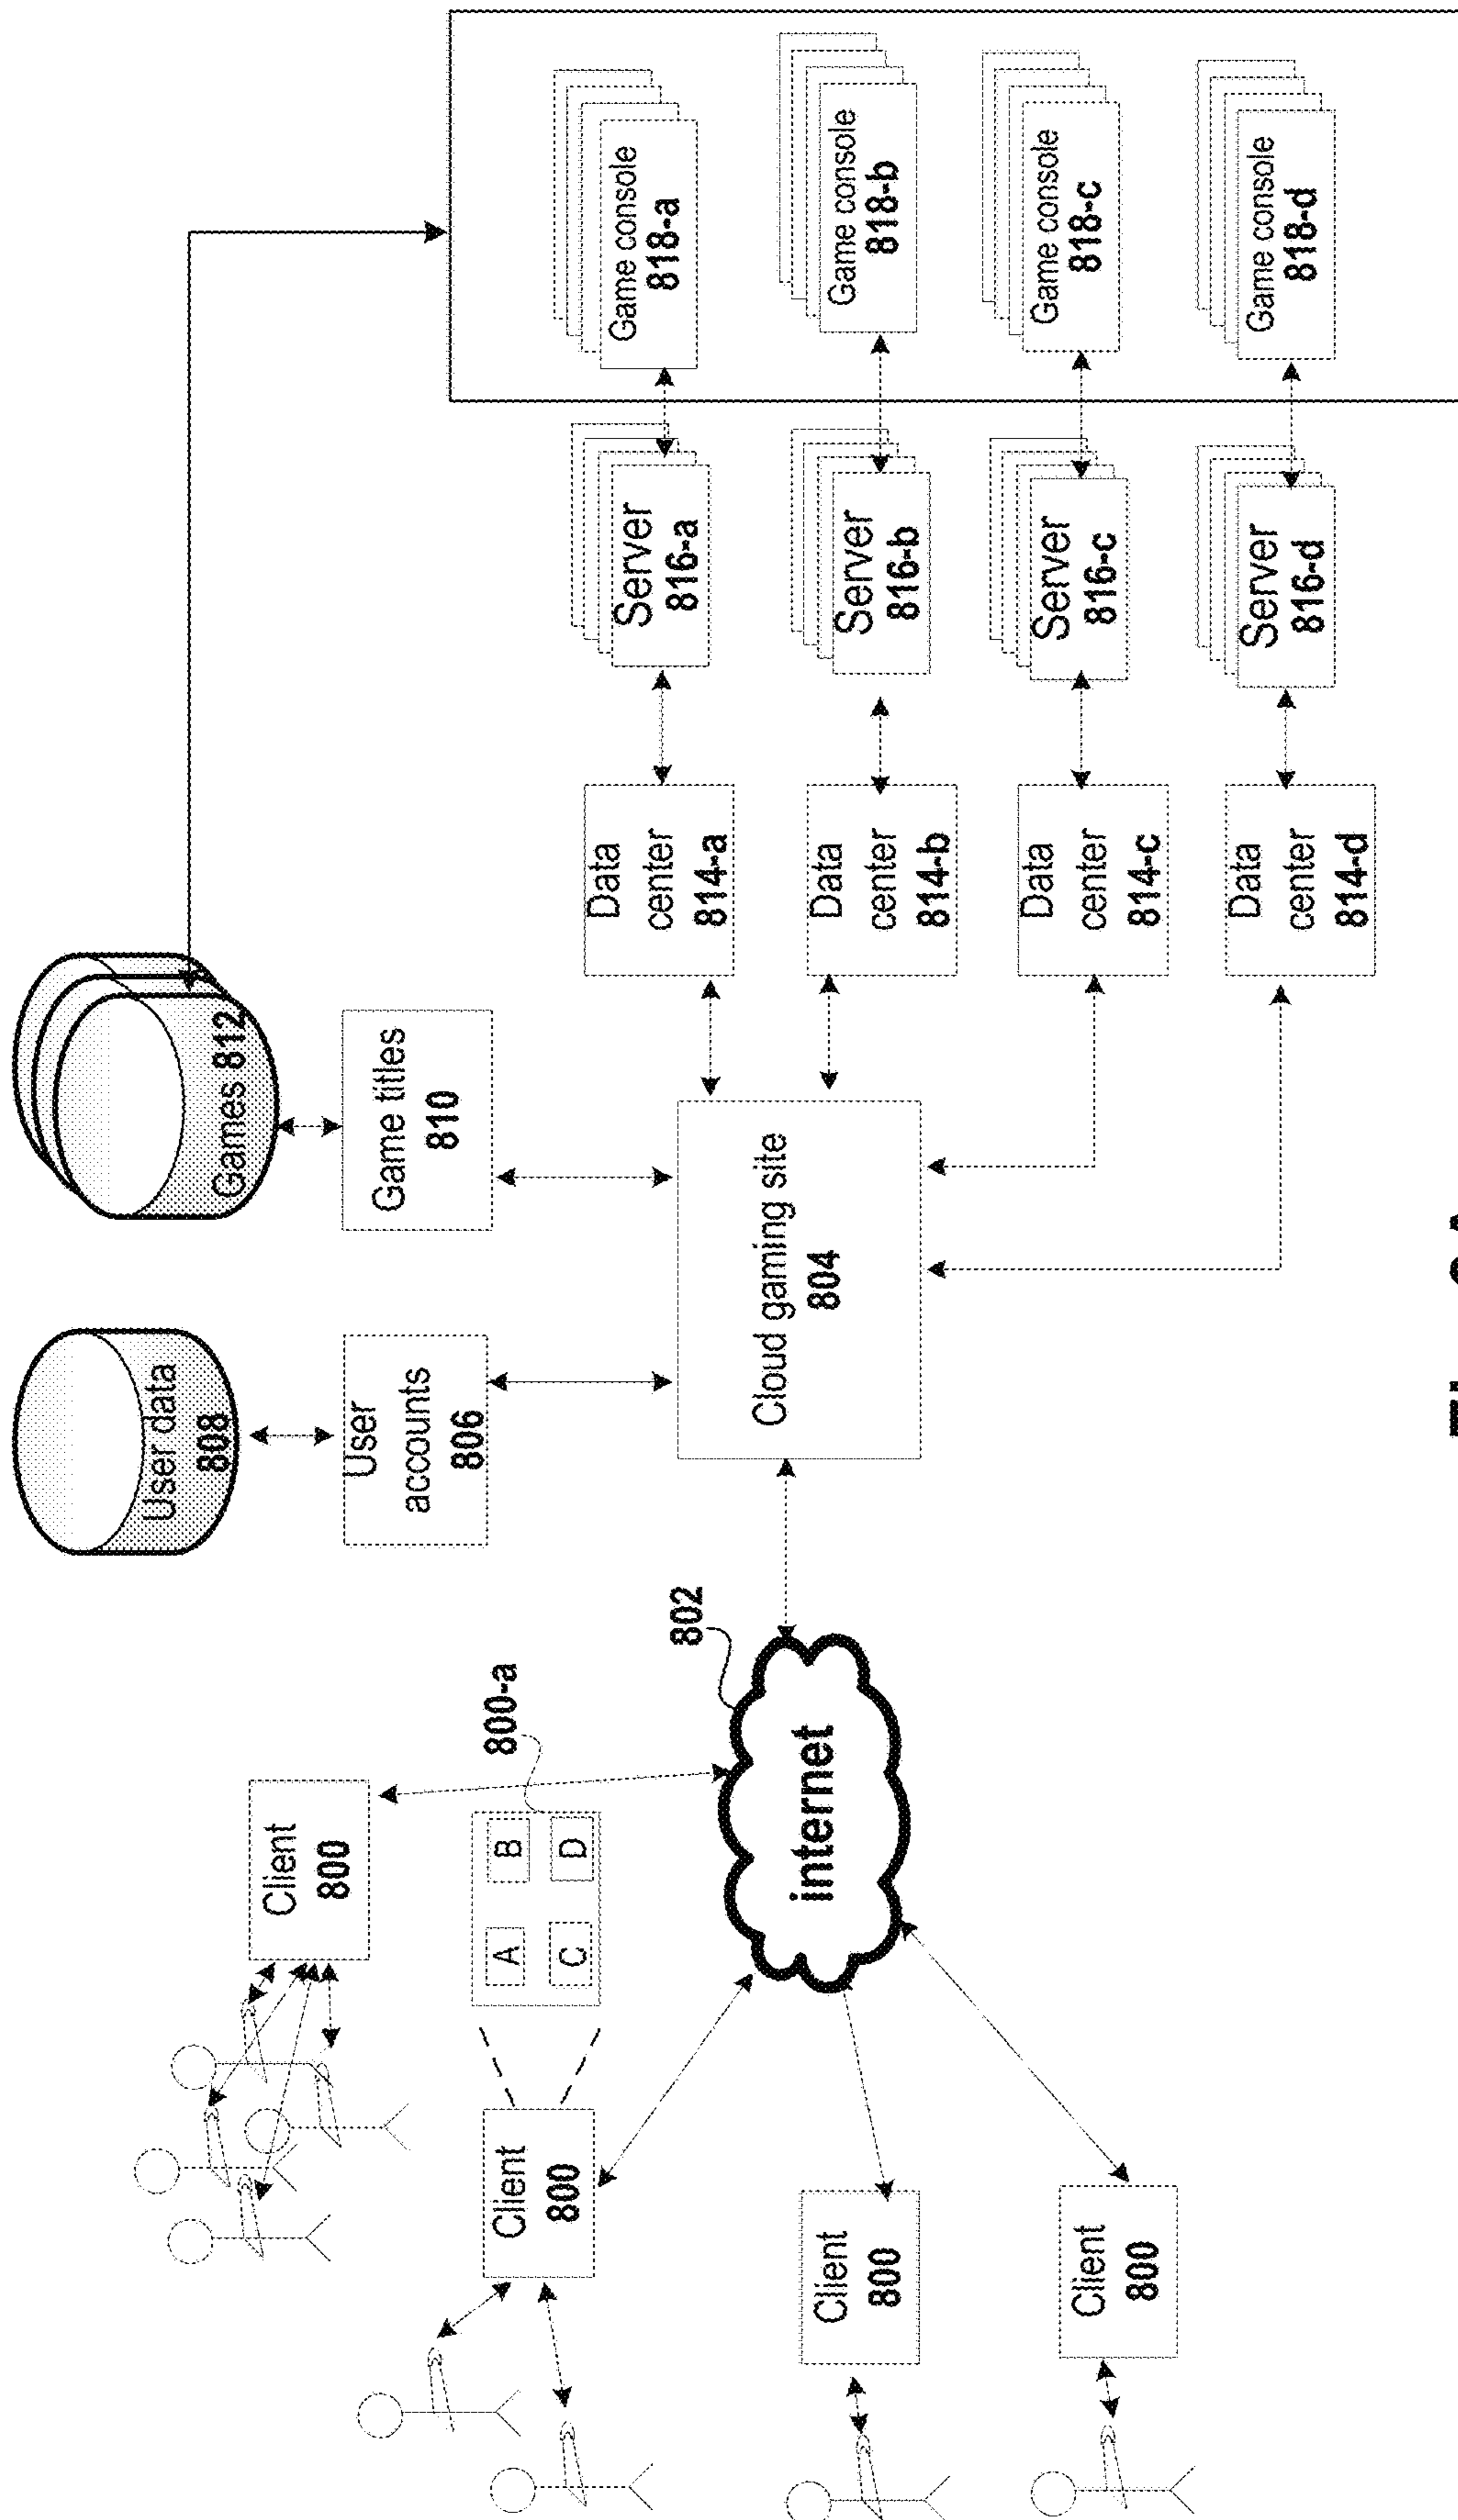 User data
808
Games 812
User
accounts
806
Game titles
810
Client
800
800-a
A
B
C
D
Client
800
Client
800
Client
800
802
internet
Cloud gaming site
804
Data
center
814-a
Server
816-a
Game console
818-a
Data
center
814-b
Server
816-b
Game console
818-b
Data
center
814-c
Server
816-c
Game console
818-c
Data
center
814-d
Server
816-d
Game console
818-d